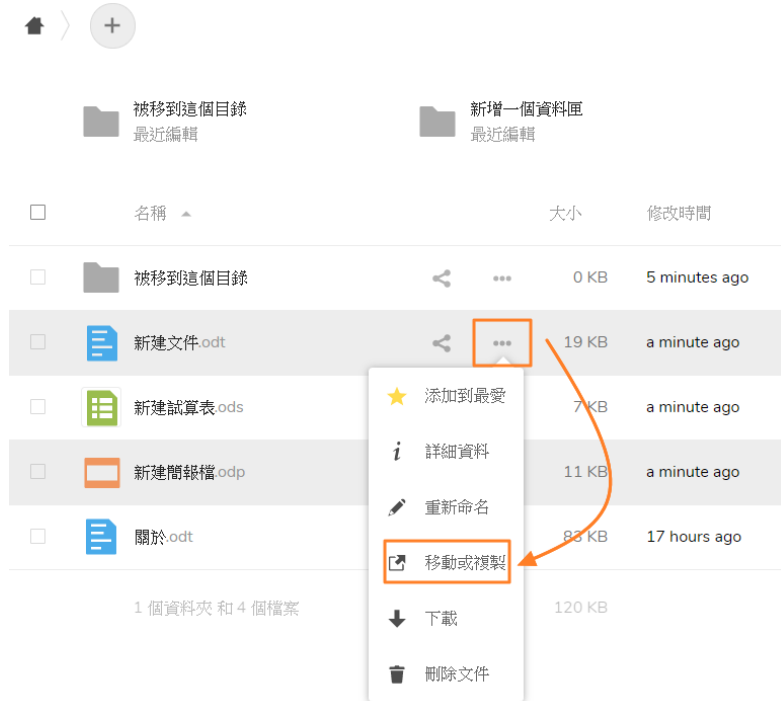 被移到這個目錄
最近編輯
新增一個資料匣
最近編輯
名稱 大小 修改時間
被移到這個目錄 0 KB 5 minutes ago
新建文件.odt 19 KB a minute ago
添加到最愛
新建試算表.ods 7 KB a minute ago
詳細資料
新建簡報檔.odp 11 KB a minute ago
重新命名
關於.odt 83 KB 17 hours ago
移動或複製
1 個資料夾 和 4 個檔案 120 KB
下載
刪除文件